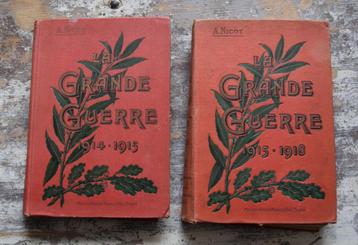 A. NICOT
LA
GRANDE
GUERRE
1914-1915
A. NICOT
LA
GRANDE
GUERRE
1915-1918